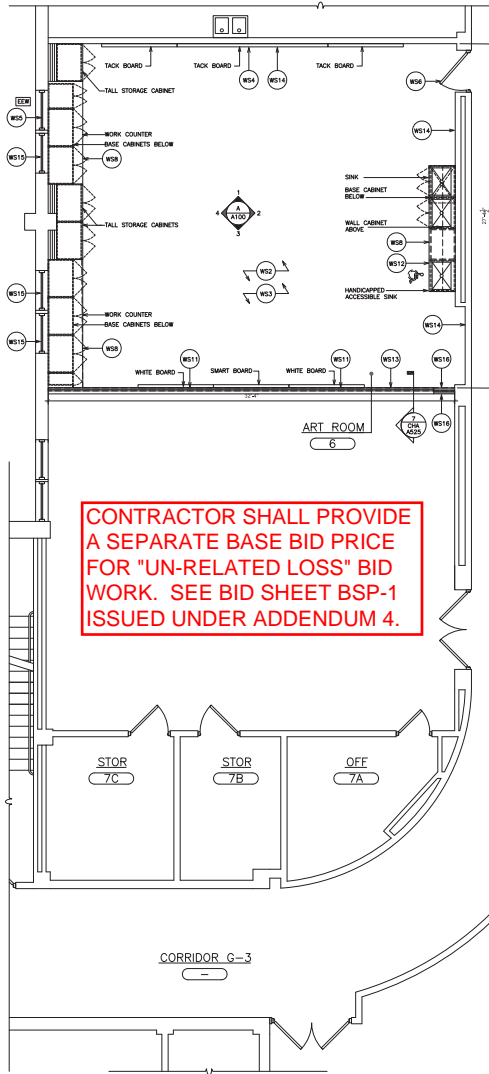 TACK BOARD
TACK BOARD
TACK BOARD
WS4
WS14
WS6
TALL STORAGE CABINET
EEW
WS5
WS14
WORK COUNTER
BASE CABINETS BELOW
WS15
WS8
SINK
BASE CABINET
BELOW
TALL STORAGE CABINETS
1
4
A
A100
2
3
WALL CABINET
ABOVE
WS8
WS12
WS2
WS3
27'-4½"
WS15
HANDICAPPED
ACCESSIBLE SINK
WORK COUNTER
BASE CABINETS BELOW
WS14
WS15
WS8
WS11
WS11
WS13
WS16
WHITE BOARD
SMART BOARD
WHITE BOARD
32'-4"
ART ROOM
6
7
CHA
A525
WS16
CONTRACTOR SHALL PROVIDE
A SEPARATE BASE BID PRICE
FOR "UN-RELATED LOSS" BID
WORK. SEE BID SHEET BSP-1
ISSUED UNDER ADDENDUM 4.
STOR
7C
STOR
7B
OFF
7A
CORRIDOR G-3
–